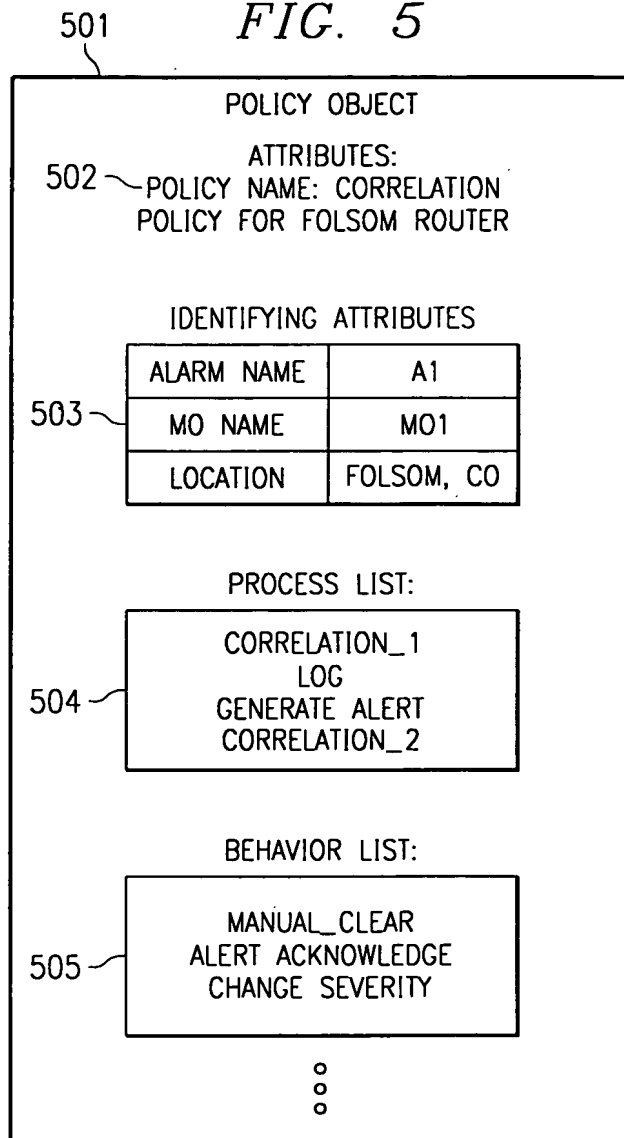 FIG. 5
501
POLICY OBJECT
ATTRIBUTES:
502 POLICY NAME: CORRELATION
POLICY FOR FOLSOM ROUTER
IDENTIFYING ATTRIBUTES
ALARM NAME A1
503 MO NAME MO1
LOCATION FOLSOM, CO
PROCESS LIST:
CORRELATION_1
LOG
504 GENERATE ALERT
CORRELATION_2
BEHAVIOR LIST:
MANUAL_CLEAR
505 ALERT ACKNOWLEDGE
CHANGE SEVERITY